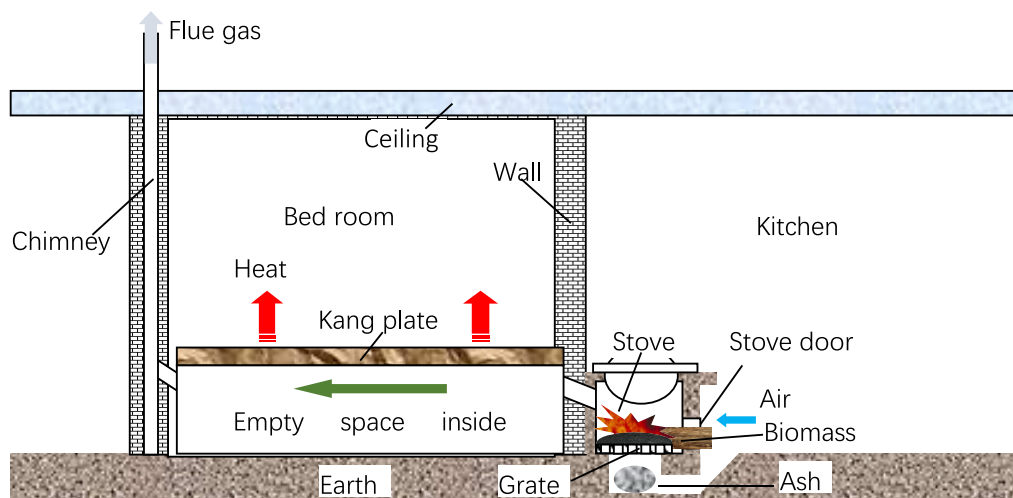 Flue gas
Ceiling
Wall
Bed room
Kitchen
Chimney
Heat
Kang plate
Stove
Stove door
Air
Empty space inside
Biomass
Earth
Grate
Ash